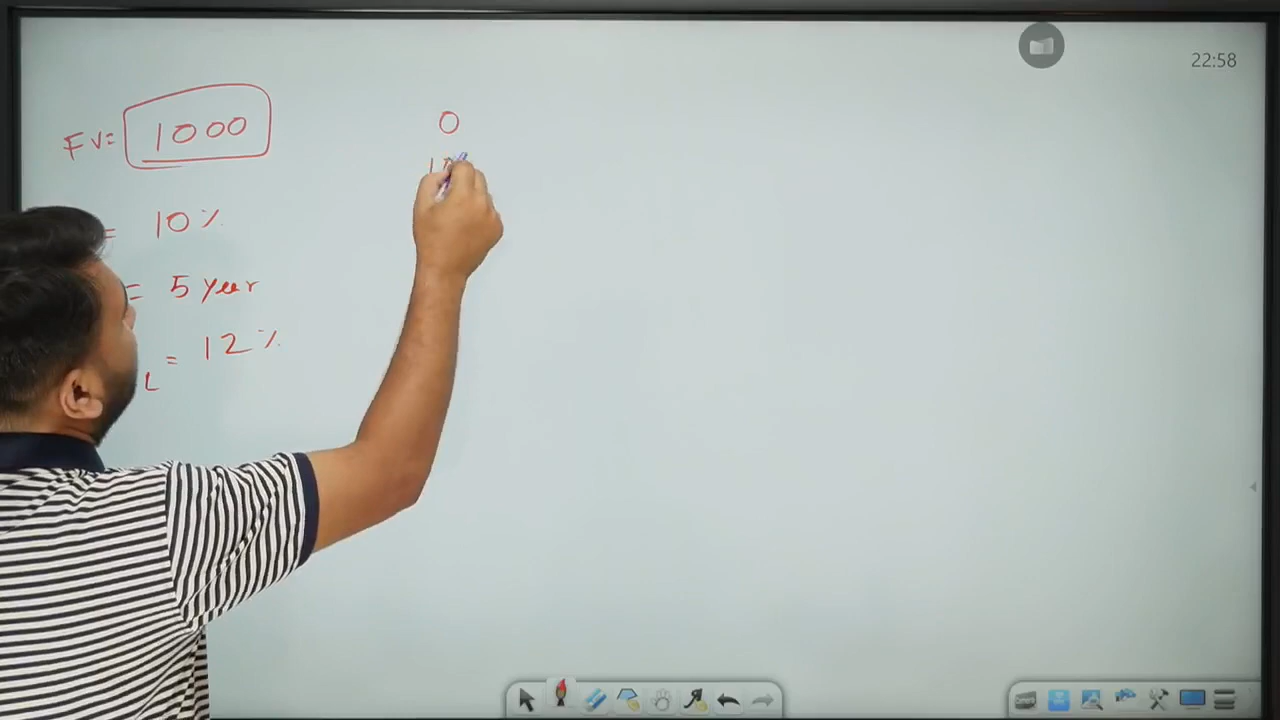 FV= 1000
= 10%
= 5 year
L = 12%
0
22:58